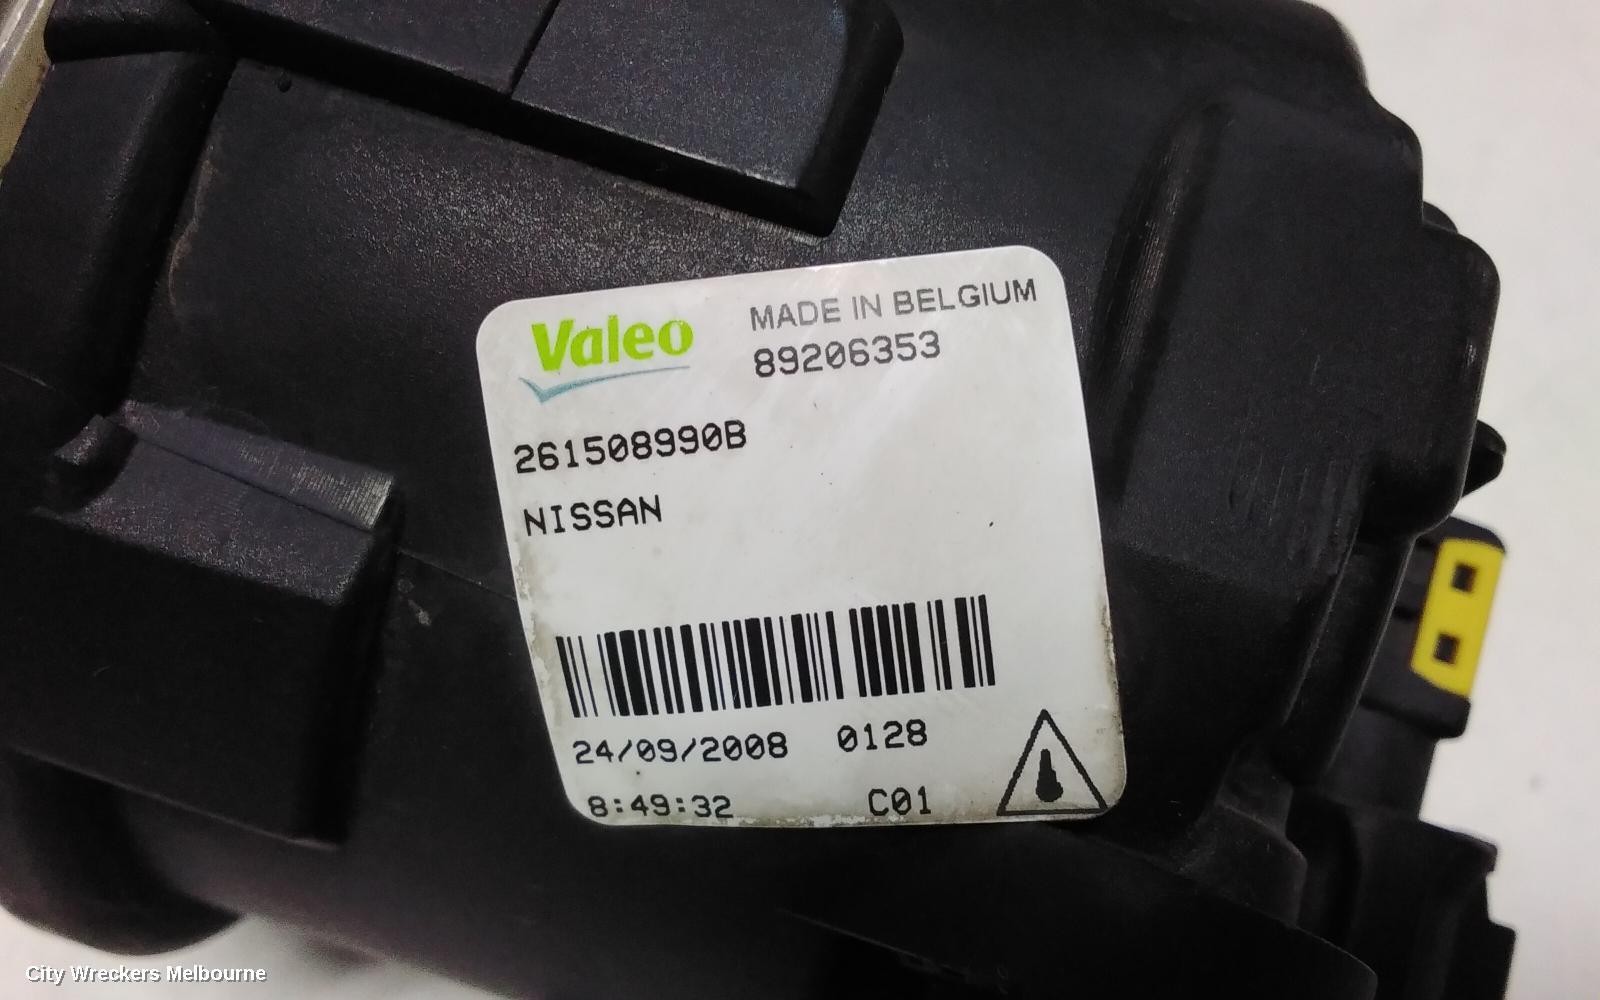 Valeo
MADE IN BELGIUM
89206353
261508990B
NISSAN
24/09/2008 0128
8:49:32 C01
City Wreckers Melbourne